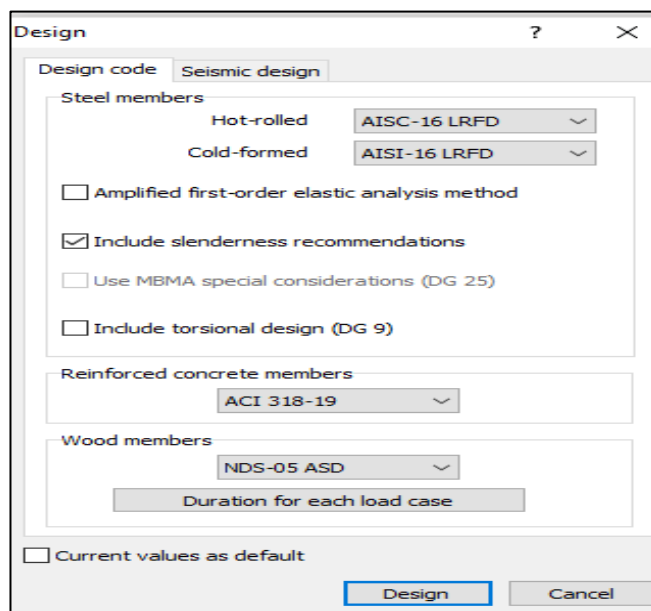 Design ?
Design code Seismic design
Steel members
Hot-rolled AISC-16 LRFD
Cold-formed AISI-16 LRFD
Amplified first-order elastic analysis method
Include slenderness recommendations
Use MBMA special considerations (DG 25)
Include torsional design (DG 9)
Reinforced concrete members
ACI 318-19
Wood members
NDS-05 ASD
Duration for each load case
Current values as default
Design Cancel